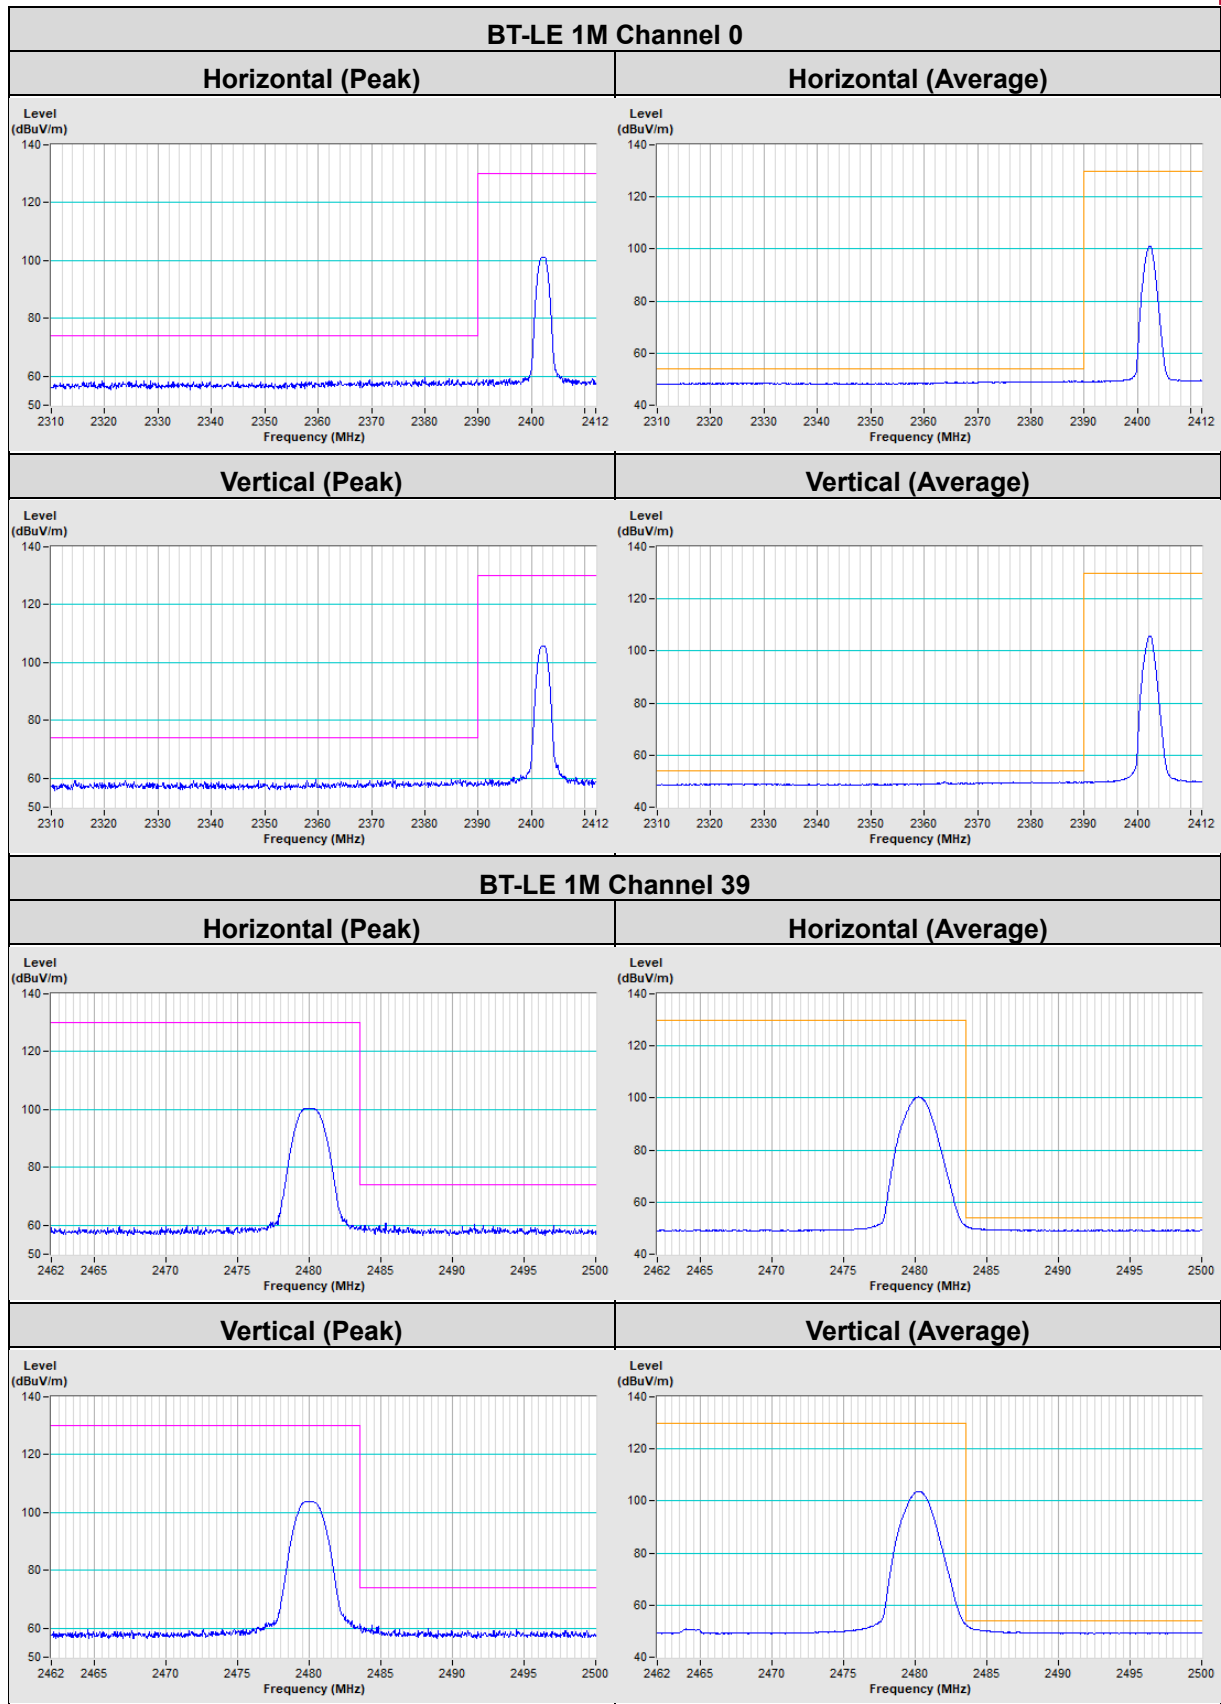 BT-LE 1M Channel 0
Horizontal (Peak)
Horizontal (Average)
Level
(dBuV/m)
140
120
100
80
60
50
2310 2320 2330 2340 2350 2360 2370 2380 2390 2400 2412
Frequency (MHz)
Level
(dBuV/m)
140
120
100
80
60
40
2310 2320 2330 2340 2350 2360 2370 2380 2390 2400 2412
Frequency (MHz)
Vertical (Peak)
Vertical (Average)
Level
(dBuV/m)
140
120
100
80
60
50
2310 2320 2330 2340 2350 2360 2370 2380 2390 2400 2412
Frequency (MHz)
Level
(dBuV/m)
140
120
100
80
60
40
2310 2320 2330 2340 2350 2360 2370 2380 2390 2400 2412
Frequency (MHz)
BT-LE 1M Channel 39
Horizontal (Peak)
Horizontal (Average)
Level
(dBuV/m)
140
120
100
80
60
50
2462 2465 2470 2475 2480 2485 2490 2495 2500
Frequency (MHz)
Level
(dBuV/m)
140
120
100
80
60
40
2462 2465 2470 2475 2480 2485 2490 2495 2500
Frequency (MHz)
Vertical (Peak)
Vertical (Average)
Level
(dBuV/m)
140
120
100
80
60
50
2462 2465 2470 2475 2480 2485 2490 2495 2500
Frequency (MHz)
Level
(dBuV/m)
140
120
100
80
60
40
2462 2465 2470 2475 2480 2485 2490 2495 2500
Frequency (MHz)